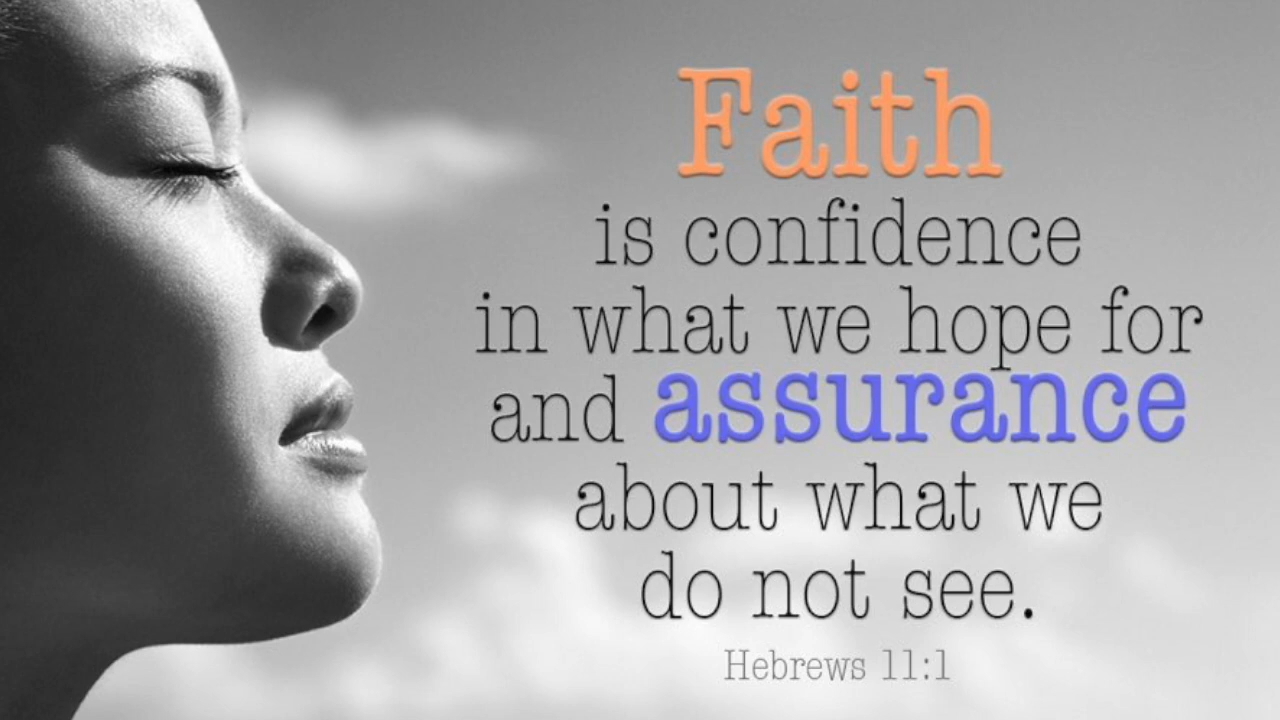 Faith
is confidence
in what we hope for
and assurance
about what we
do not see.
Hebrews 11:1